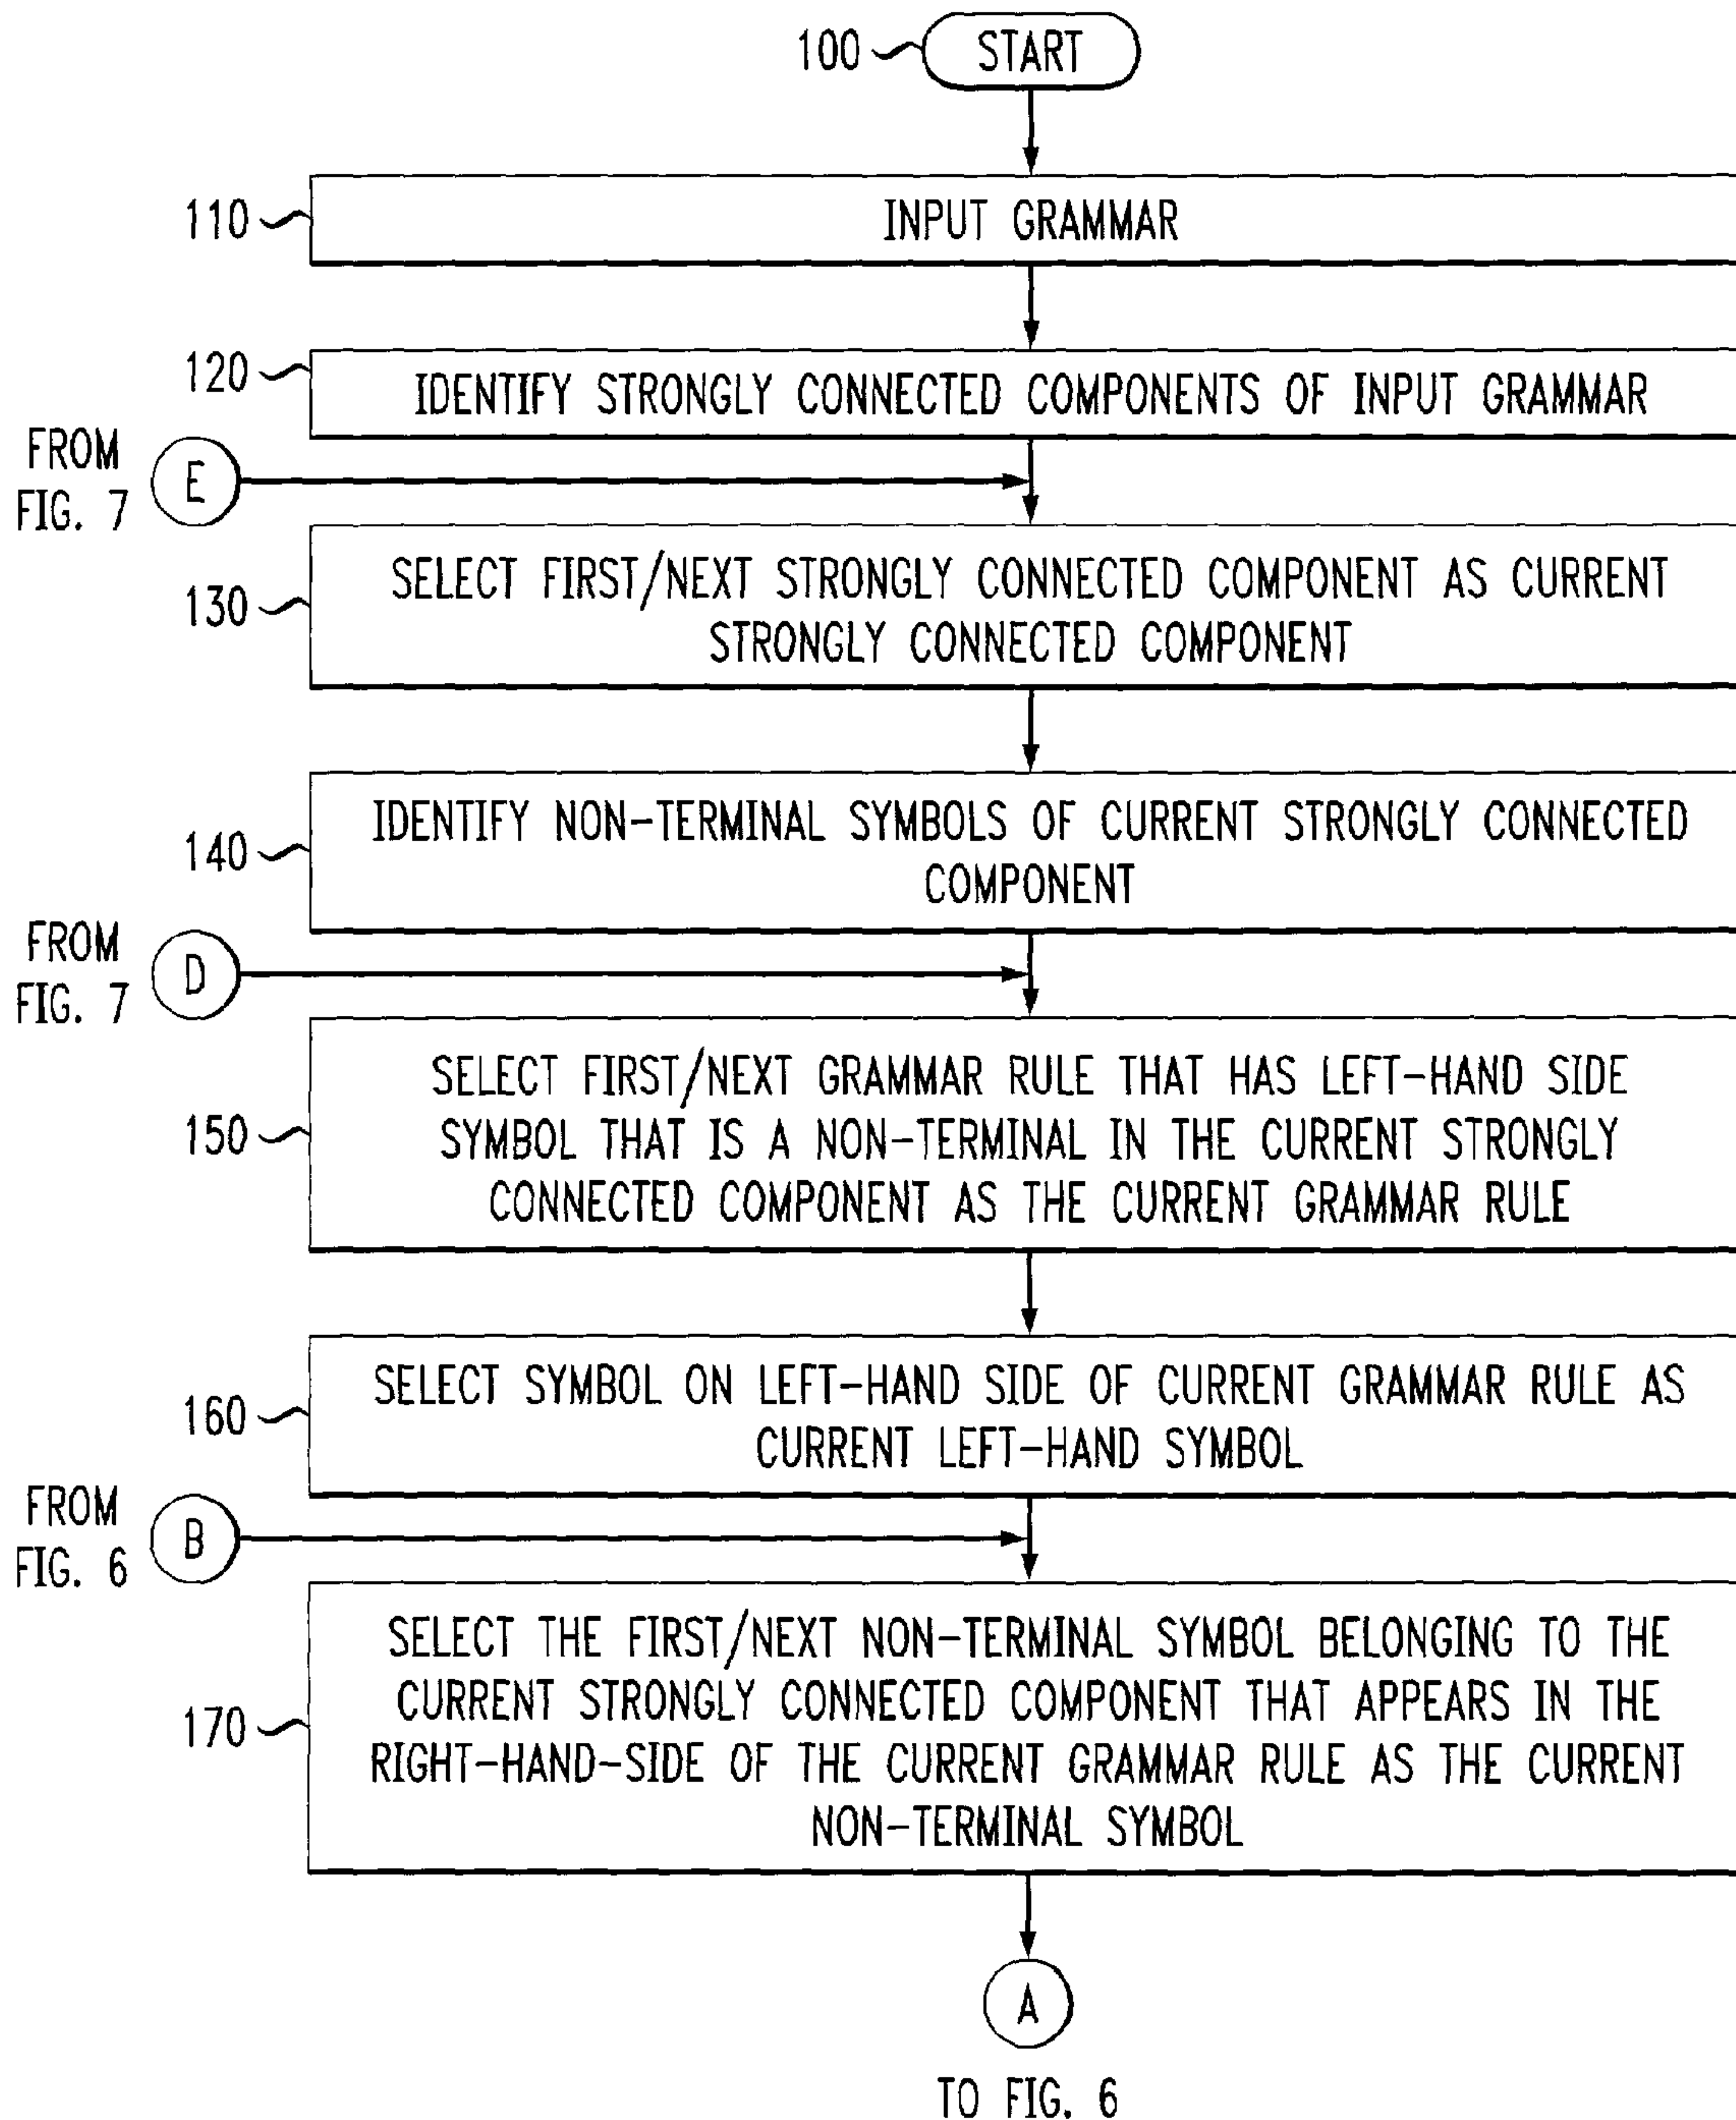 100
START
110
INPUT GRAMMAR
120
IDENTIFY STRONGLY CONNECTED COMPONENTS OF INPUT GRAMMAR
FROM
FIG. 7
E
130
SELECT FIRST/NEXT STRONGLY CONNECTED COMPONENT AS CURRENT
STRONGLY CONNECTED COMPONENT
140
IDENTIFY NON-TERMINAL SYMBOLS OF CURRENT STRONGLY CONNECTED
COMPONENT
FROM
FIG. 7
D
150
SELECT FIRST/NEXT GRAMMAR RULE THAT HAS LEFT-HAND SIDE
SYMBOL THAT IS A NON-TERMINAL IN THE CURRENT STRONGLY
CONNECTED COMPONENT AS THE CURRENT GRAMMAR RULE
160
SELECT SYMBOL ON LEFT-HAND SIDE OF CURRENT GRAMMAR RULE AS
CURRENT LEFT-HAND SYMBOL
FROM
FIG. 6
B
170
SELECT THE FIRST/NEXT NON-TERMINAL SYMBOL BELONGING TO THE
CURRENT STRONGLY CONNECTED COMPONENT THAT APPEARS IN THE
RIGHT-HAND-SIDE OF THE CURRENT GRAMMAR RULE AS THE CURRENT
NON-TERMINAL SYMBOL
A
TO FIG. 6